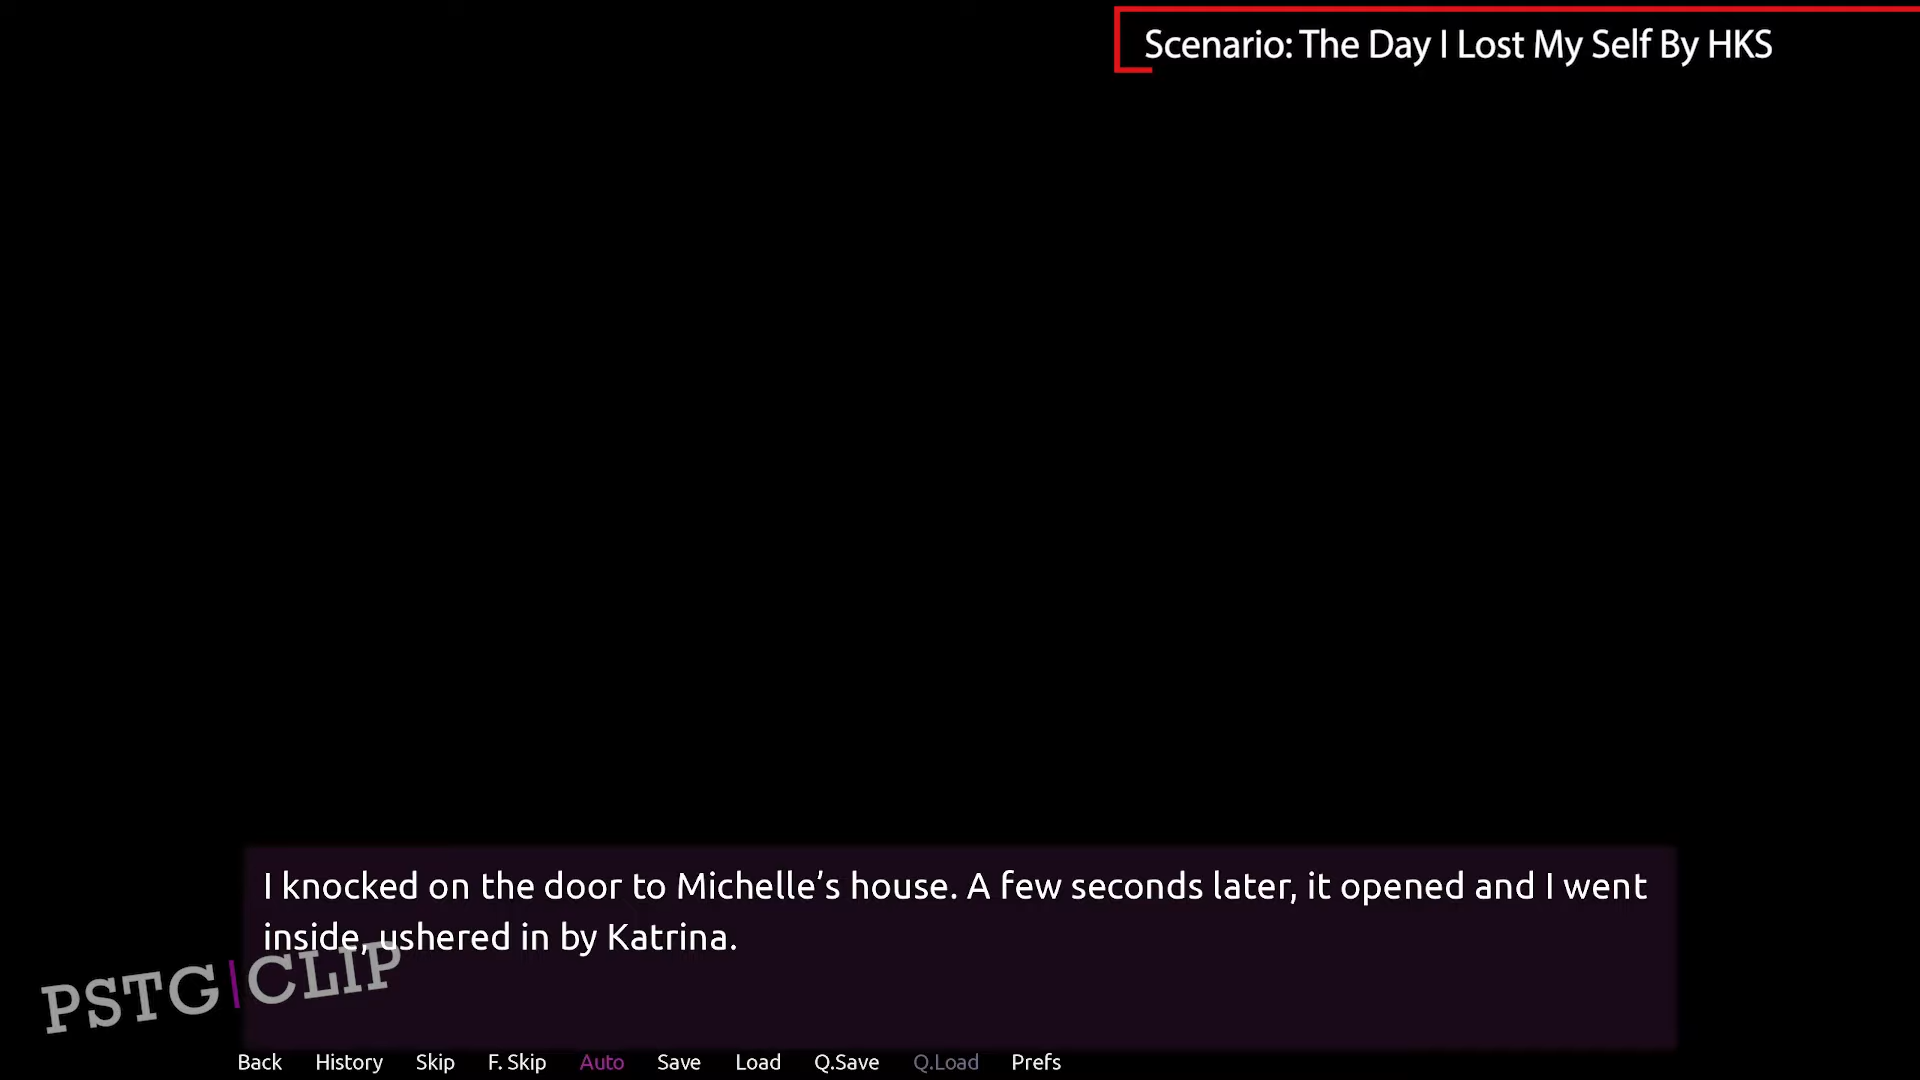 Scenario: The Day I Lost My Self By HKS
I knocked on the door to Michelle’s house. A few seconds later, it opened and I went
inside, ushered in by Katrina.
PSTG|CLIP
Back History Skip F. Skip Auto Save Load Q.Save Q.Load Prefs